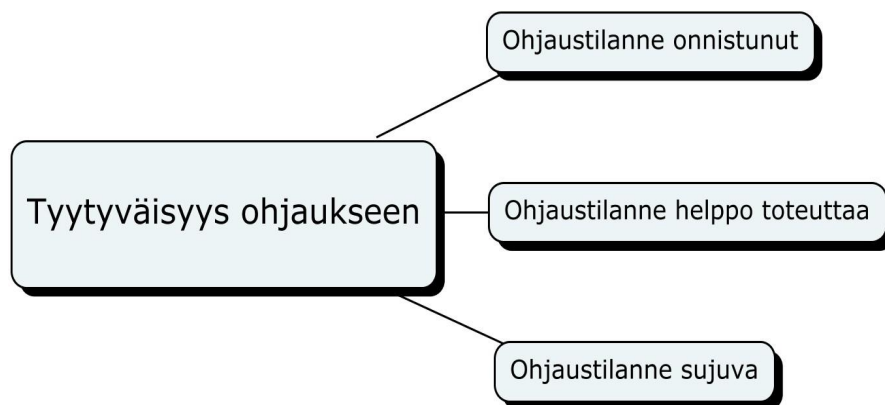 Ohjaustilanne onnistunut
Tyytyväisyys ohjaukseen
Ohjaustilanne helppo toteuttaa
Ohjaustilanne sujuva